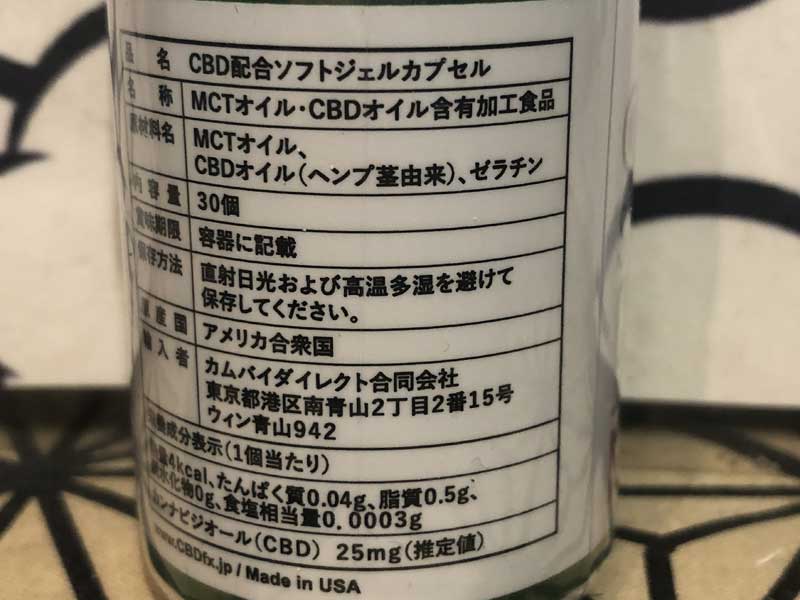 品名 CBD配合ソフトジェルカプセル
名称 MCTオイル・CBDオイル含有加工食品
原材料名 MCTオイル、
CBDオイル(ヘンプ茎由来)、ゼラチン
内容量 30個
賞味期限 容器に記載
保存方法 直射日光および高温多湿を避けて
保存してください。
原産国 アメリカ合衆国
輸入者 カムバイダイレクト合同会社
東京都港区南青山2丁目2番15号
ウィン青山942
栄養成分表示(1個当たり)
熱量4kcal、たんぱく質0.04g、脂質0.5g、
炭水化物0g、食塩相当量0.0003g
カンナビジオール(CBD) 25mg(推定値)
www.CBDfx.jp / Made in USA